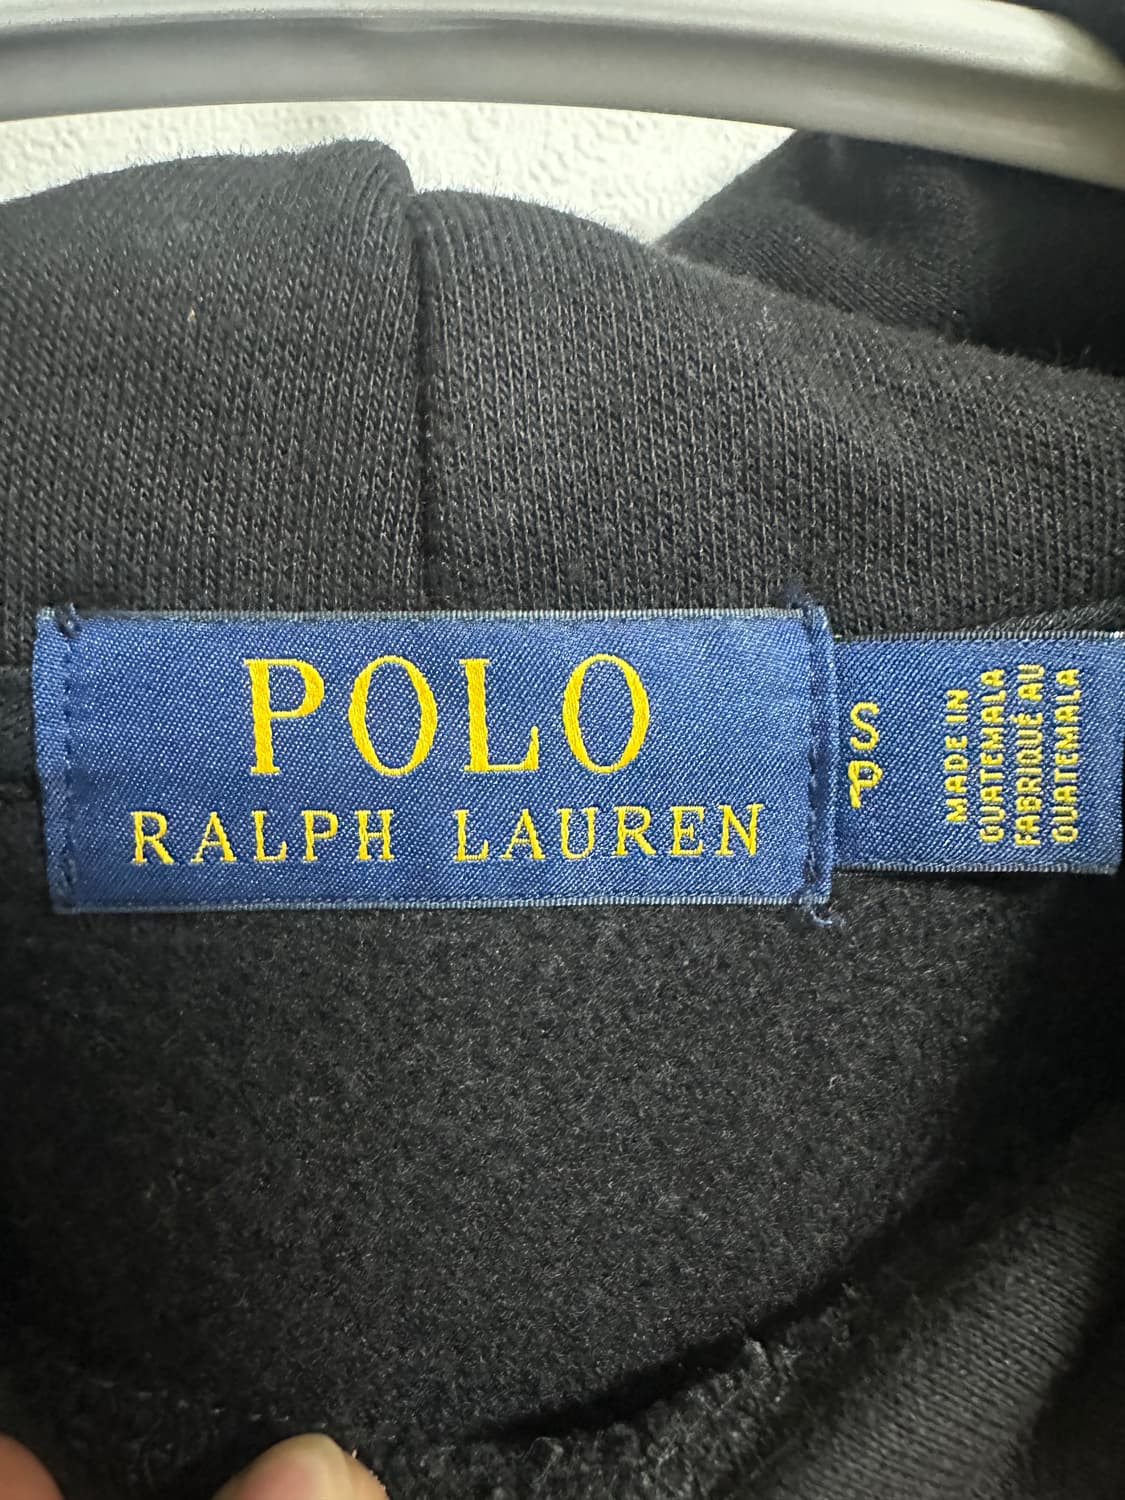 POLO
RALPH LAUREN
S
P
MADE IN
GUATEMALA
FABRIQUÉ AU
GUATEMALA